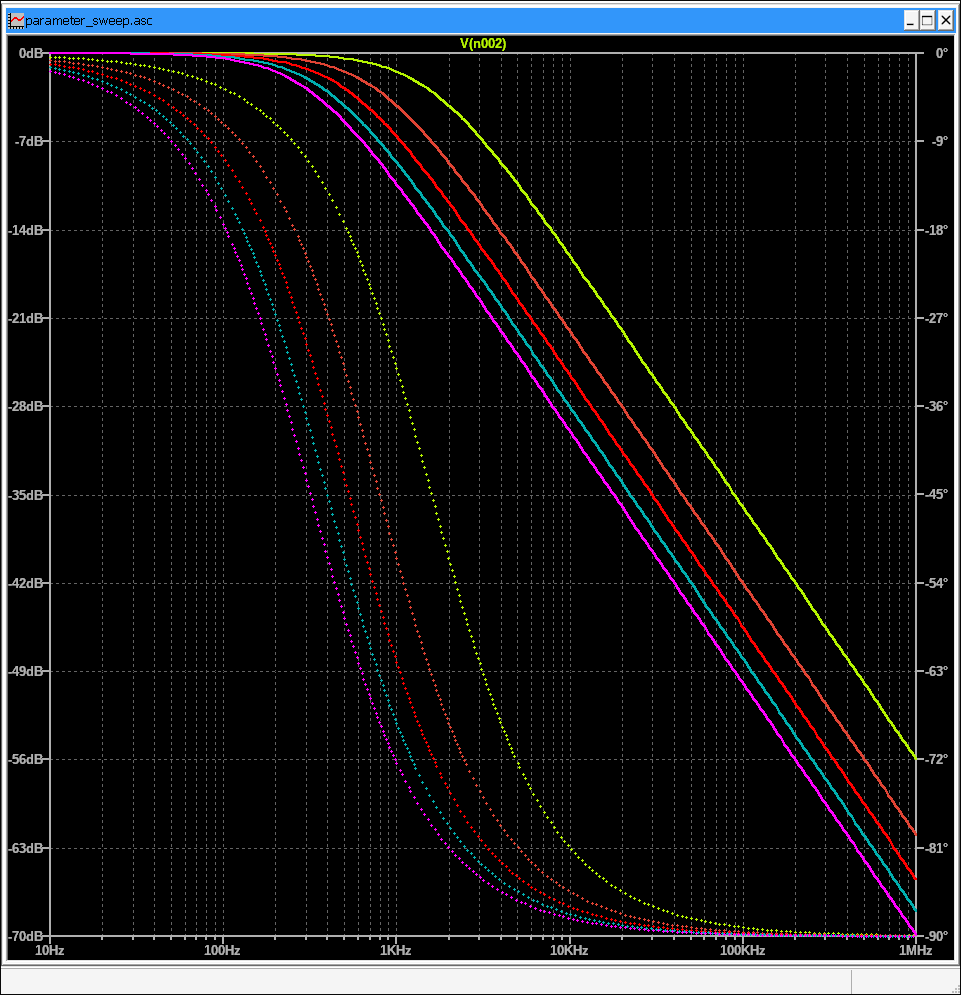 parameter_sweep.asc
V(n002)
0dB 0°
-7dB -9°
-14dB -18°
-21dB -27°
-28dB -36°
-35dB -45°
-42dB -54°
-49dB -63°
-56dB -72°
-63dB -81°
-70dB -90°
10Hz 100Hz 1KHz 10KHz 100KHz 1MHz